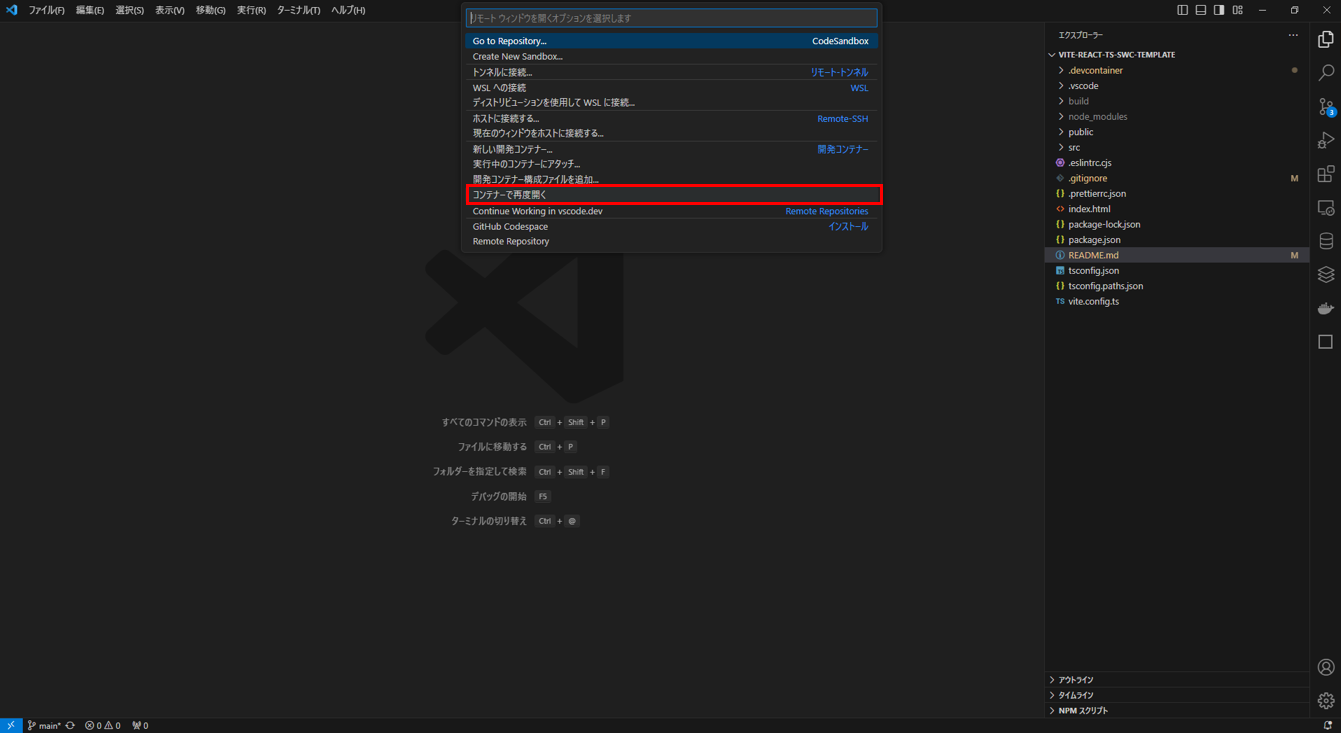 ファイル(F) 編集(E) 選択(S) 表示(V) 移動(G) 実行(R) ターミナル(T) ヘルプ(H)
リモート ウィンドウを開くオプションを選択します
Go to Repository... CodeSandbox
Create New Sandbox...
トンネルに接続... リモート-トンネル
WSL への接続 WSL
ディストリビューションを使用して WSL に接続...
ホストに接続する... Remote-SSH
現在のウィンドウをホストに接続する...
新しい開発コンテナー... 開発コンテナー
実行中のコンテナーにアタッチ...
開発コンテナー構成ファイルを追加...
コンテナーで再度開く
Continue Working in vscode.dev Remote Repositories
GitHub Codespace インストール
Remote Repository
すべてのコマンドの表示 Ctrl + Shift + P
ファイルに移動する Ctrl + P
フォルダーを指定して検索 Ctrl + Shift + F
デバッグの開始 F5
ターミナルの切り替え Ctrl + @
エクスプローラー ...
VITE-REACT-TS-SWC-TEMPLATE
.devcontainer
.vscode
build
node_modules
public
src
.eslintrc.cjs
.gitignore M
{} .prettierrc.json
<> index.html
{} package-lock.json
{} package.json
README.md M
tsconfig.json
{} tsconfig.paths.json
TS vite.config.ts
アウトライン
タイムライン
NPM スクリプト
3
main* 0 0 0